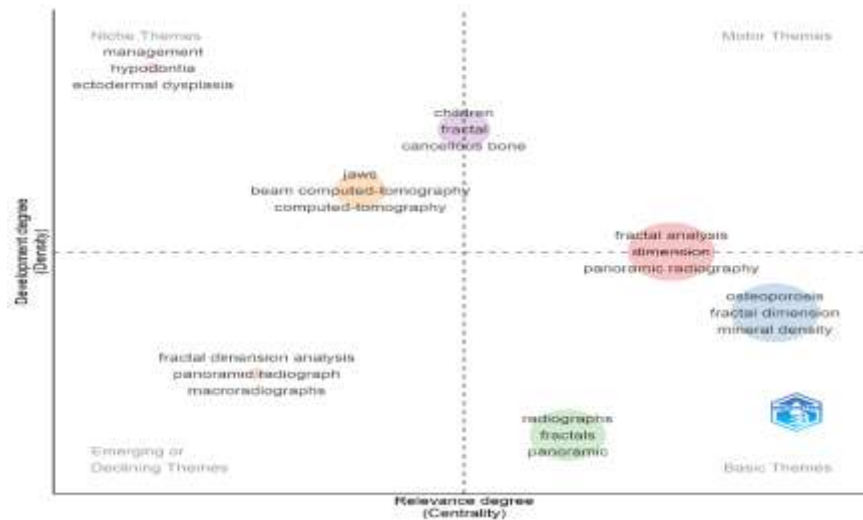 Niche Themes
management
hypodontia
ectodermal dysplasia
Motor Themes
children
fractal
cancellous bone
jaws
beam computed-tomography
computed-tomography
fractal analysis
dimension
panoramic radiography
osteoporosis
fractal dimension
mineral density
fractal dimension analysis
panoramic radiograph
macroradiographs
radiographs
fractals
panoramic
Emerging or
Declining Themes
Basic Themes
Relevance degree
(Centrality)
Development degree
(Density)